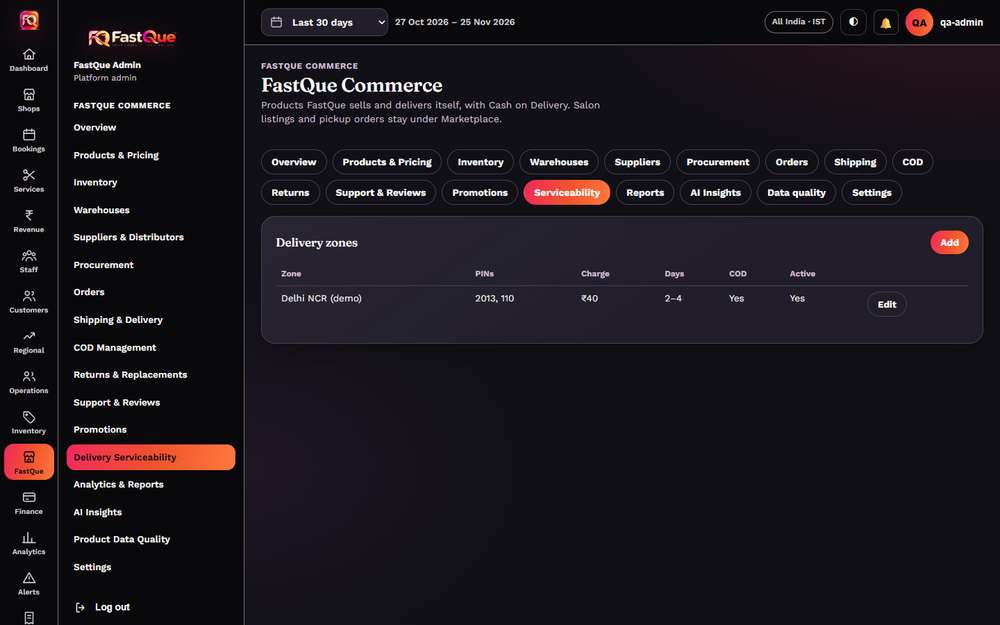 Last 30 days
27 Oct 2026 – 25 Nov 2026
All India · IST
QA
qa-admin
Dashboard
Shops
Bookings
Services
Revenue
Staff
Customers
Regional
Operations
Inventory
FastQue
Finance
Analytics
Alerts
FQ FastQue
FastQue Admin
Platform admin
FASTQUE COMMERCE
Overview
Products & Pricing
Inventory
Warehouses
Suppliers & Distributors
Procurement
Orders
Shipping & Delivery
COD Management
Returns & Replacements
Support & Reviews
Promotions
Delivery Serviceability
Analytics & Reports
AI Insights
Product Data Quality
Settings
Log out
FASTQUE COMMERCE
FastQue Commerce
Products FastQue sells and delivers itself, with Cash on Delivery. Salon
listings and pickup orders stay under Marketplace.
Overview Products & Pricing Inventory Warehouses Suppliers Procurement Orders Shipping COD
Returns Support & Reviews Promotions Serviceability Reports AI Insights Data quality Settings
Delivery zones
Add
Zone PINs Charge Days COD Active
Delhi NCR (demo) 2013, 110 ₹40 2–4 Yes Yes Edit